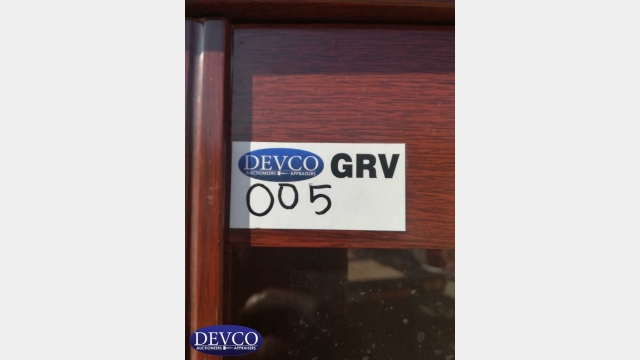 DEVCO GRV
AUCTIONEERS APPRAISERS
005
DEVCO
AUCTIONEERS APPRAISERS